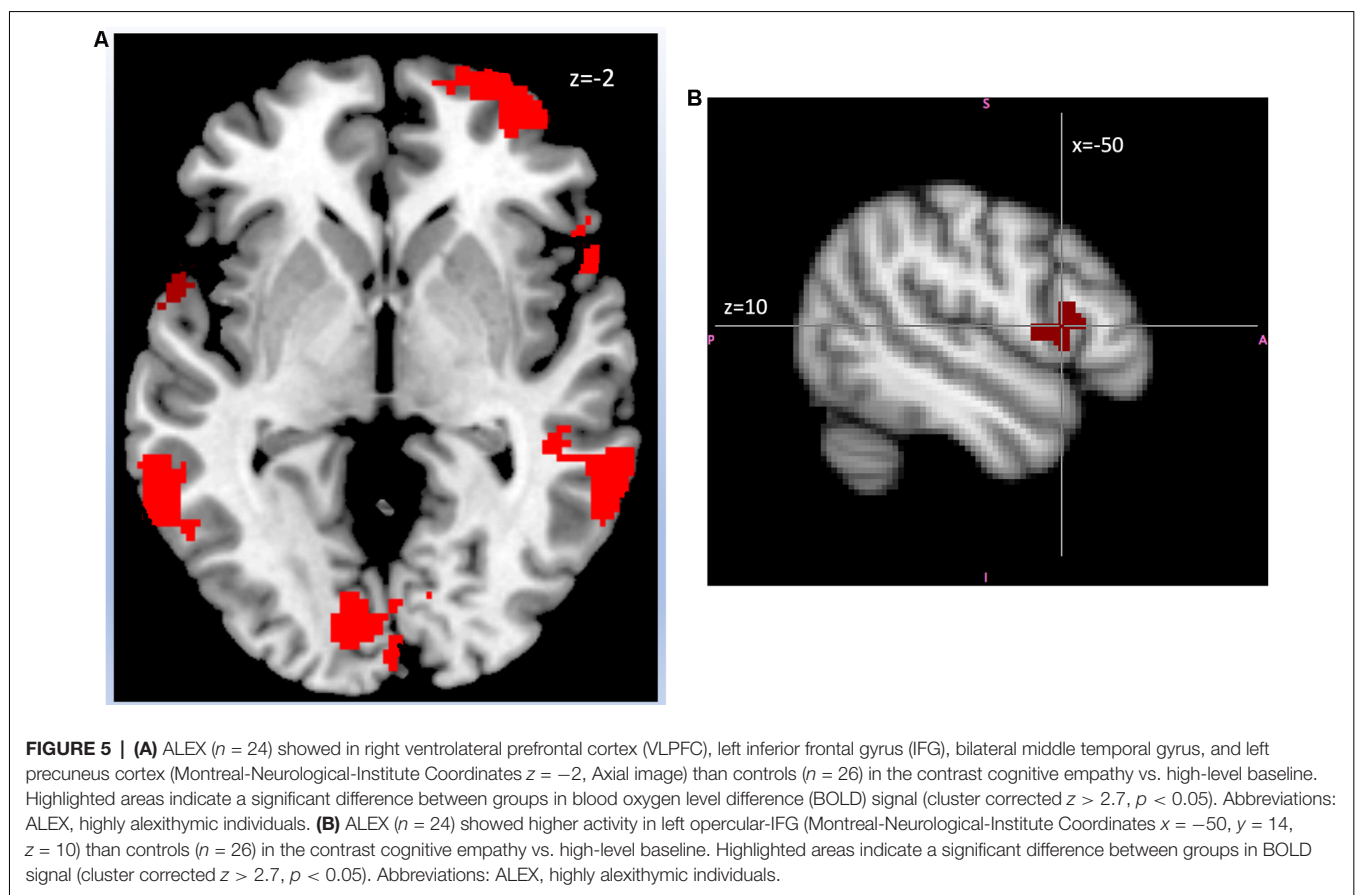 A
z=-2
B
S
x=-50
z=10
P
A
I
FIGURE 5 | (A) ALEX (n = 24) showed in right ventrolateral prefrontal cortex (VLPFC), left inferior frontal gyrus (IFG), bilateral middle temporal gyrus, and left
precuneus cortex (Montreal-Neurological-Institute Coordinates z = −2, Axial image) than controls (n = 26) in the contrast cognitive empathy vs. high-level baseline.
Highlighted areas indicate a significant difference between groups in blood oxygen level difference (BOLD) signal (cluster corrected z > 2.7, p < 0.05). Abbreviations:
ALEX, highly alexithymic individuals. (B) ALEX (n = 24) showed higher activity in left opercular-IFG (Montreal-Neurological-Institute Coordinates x = −50, y = 14,
z = 10) than controls (n = 26) in the contrast cognitive empathy vs. high-level baseline. Highlighted areas indicate a significant difference between groups in BOLD
signal (cluster corrected z > 2.7, p < 0.05). Abbreviations: ALEX, highly alexithymic individuals.